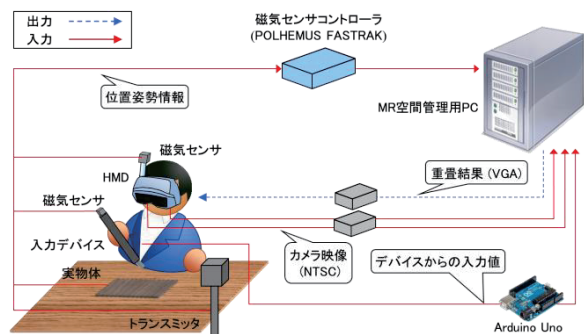 出力
入力
磁気センサコントローラ
(POLHEMUS FASTRAK)
位置姿勢情報
MR空間管理用PC
磁気センサ
HMD
磁気センサ
重畳結果 (VGA)
入力デバイス
カメラ映像
(NTSC)
デバイスからの入力値
実物体
トランスミッタ
Arduino Uno